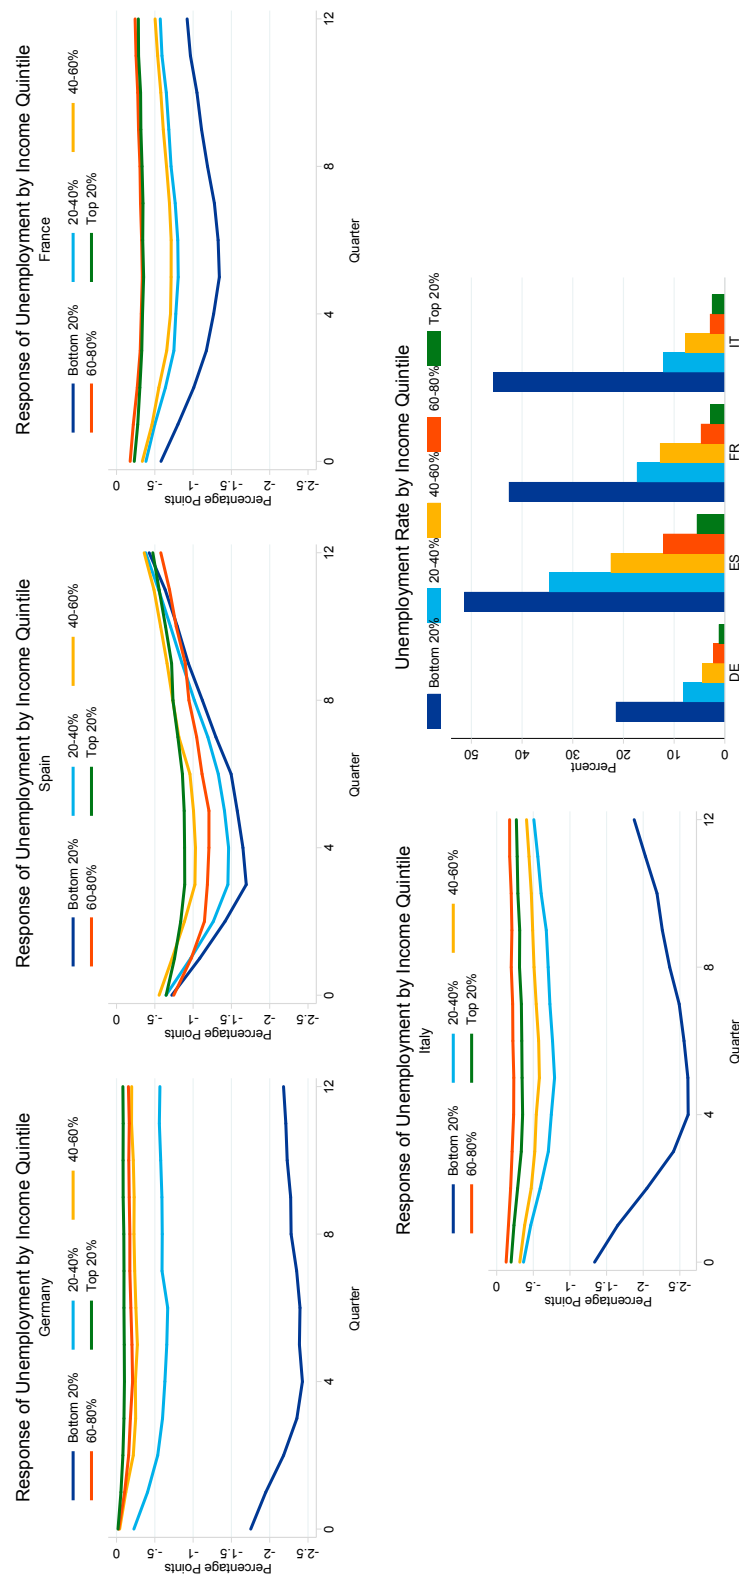 Response of Unemployment by Income Quintile
Germany
Bottom 20%
20-40%
40-60%
60-80%
Top 20%
Percentage Points
0
-.5
-1
-1.5
-2
-2.5
0
4
8
12
Quarter
Response of Unemployment by Income Quintile
Spain
Bottom 20%
20-40%
40-60%
60-80%
Top 20%
Percentage Points
0
-.5
-1
-1.5
-2
-2.5
0
4
8
12
Quarter
Response of Unemployment by Income Quintile
France
Bottom 20%
20-40%
40-60%
60-80%
Top 20%
Percentage Points
0
-.5
-1
-1.5
-2
-2.5
0
4
8
12
Quarter
Response of Unemployment by Income Quintile
Italy
Bottom 20%
20-40%
40-60%
60-80%
Top 20%
Percentage Points
0
-.5
-1
-1.5
-2
-2.5
0
4
8
12
Quarter
Unemployment Rate by Income Quintile
Bottom 20%
20-40%
40-60%
60-80%
Top 20%
Percent
50
40
30
20
10
0
DE
ES
FR
IT